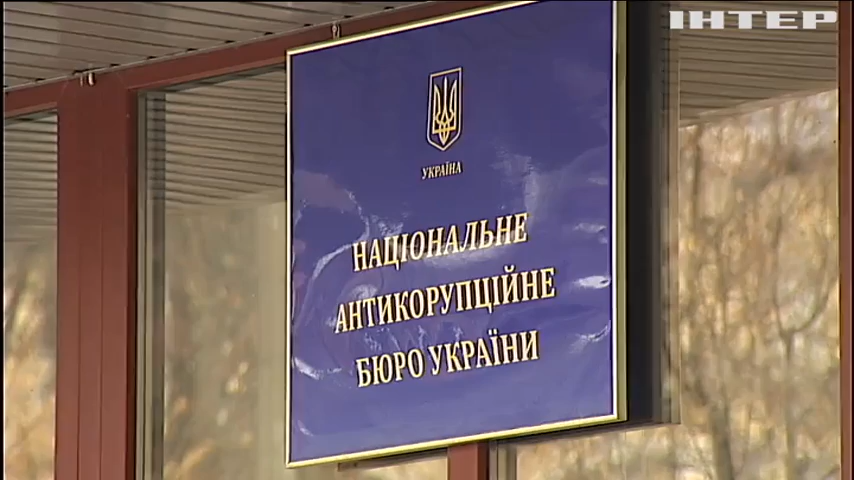 ІНТЕР
УКРАЇНА
НАЦІОНАЛЬНЕ
АНТИКОРУПЦІЙНЕ
БЮРО УКРАЇНИ